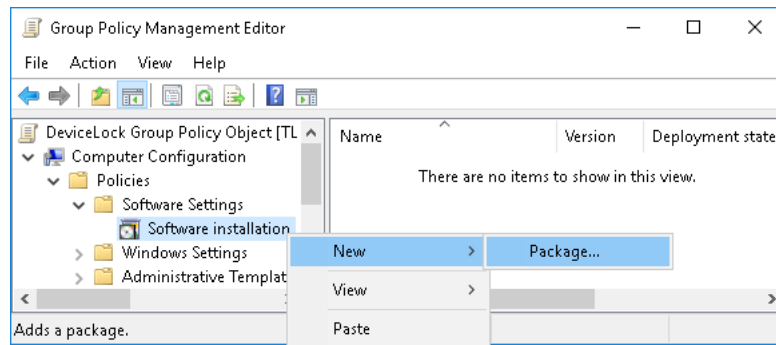 Group Policy Management Editor
File Action View Help
DeviceLock Group Policy Object [TL
Name Version Deployment state
Computer Configuration
Policies
There are no items to show in this view.
Software Settings
Software installation
New Package...
Windows Settings
Administrative Templat
View
Adds a package.
Paste